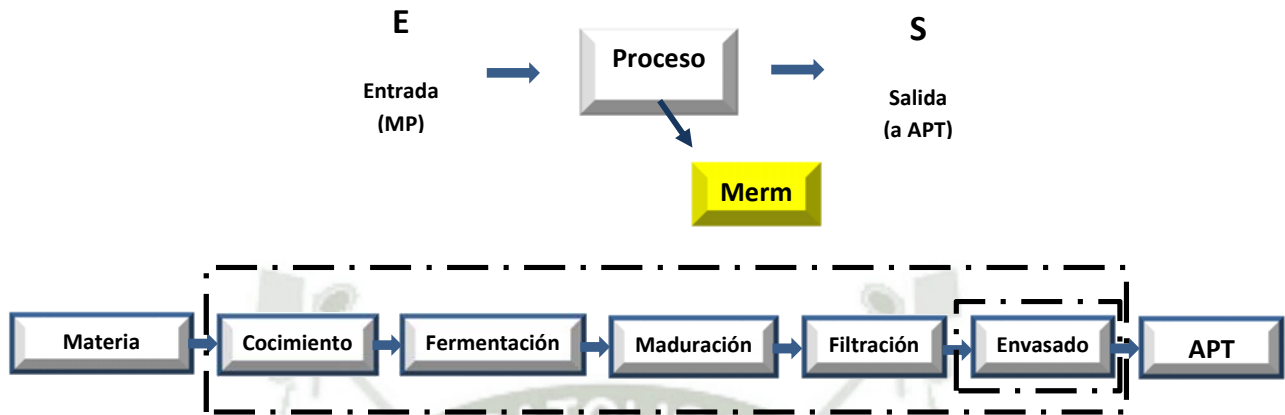 E
S
Proceso
Entrada
(MP)
Salida
(a APT)
Merm
Materia
Cocimiento
Fermentación
Maduración
Filtración
Envasado
APT